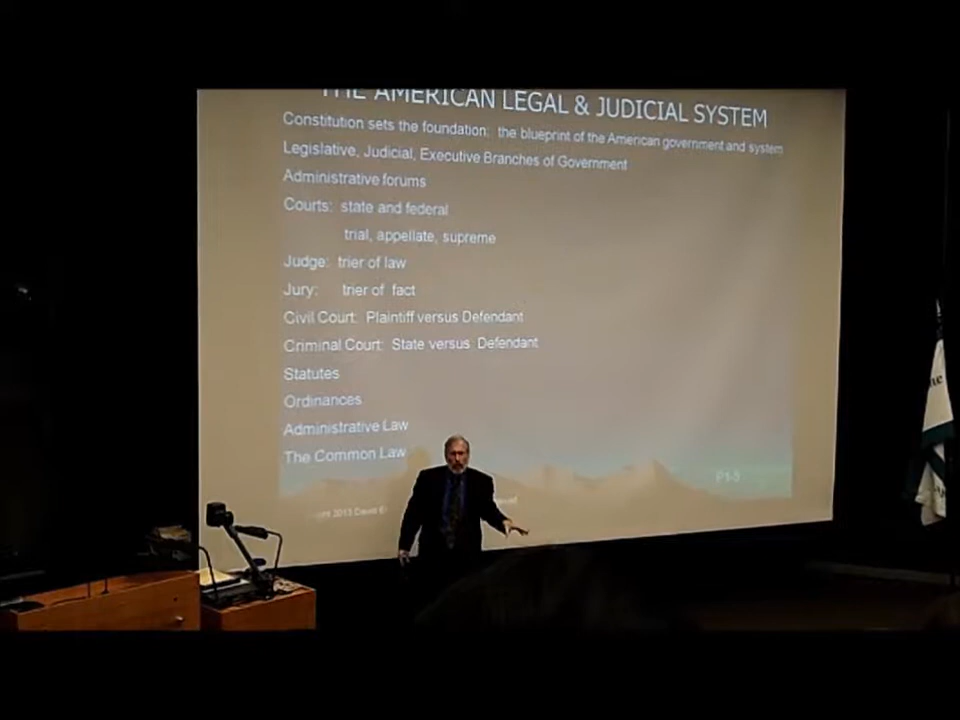 THE AMERICAN LEGAL & JUDICIAL SYSTEM
Constitution sets the foundation: the blueprint of the American government and system
Legislative, Judicial, Executive Branches of Government
Administrative forums
Courts: state and federal
trial, appellate, supreme
Judge: trier of law
Jury: trier of fact
Civil Court: Plaintiff versus Defendant
Criminal Court: State versus Defendant
Statutes
Ordinances
Administrative Law
The Common Law
P1-3
2013 David